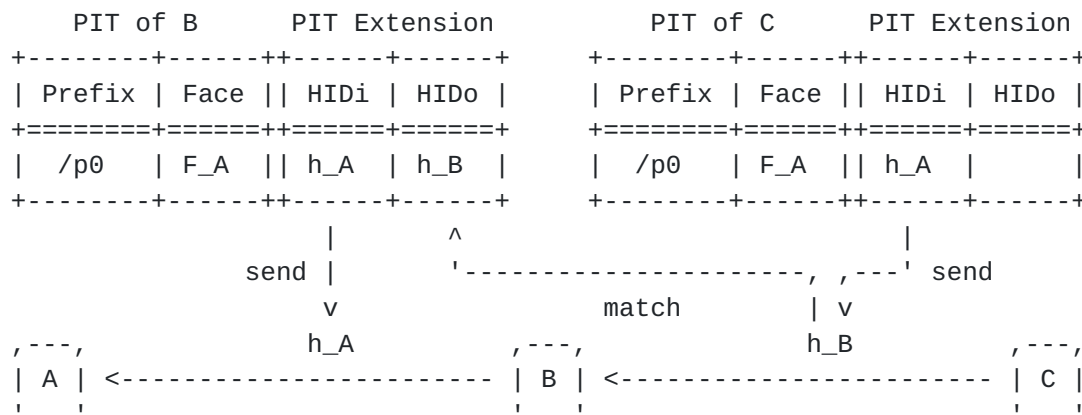 PIT of B PIT Extension PIT of C PIT Extension
| Prefix | Face || HIDi | HIDo | | Prefix | Face || HIDi | HIDo |
| /p0 | F_A || h_A | h_B | | /p0 | F_A || h_A | |
send | '----------------------, ,---' send
v match | v
h_A h_B
| A | <------------------------ | B | <------------------------ | C |